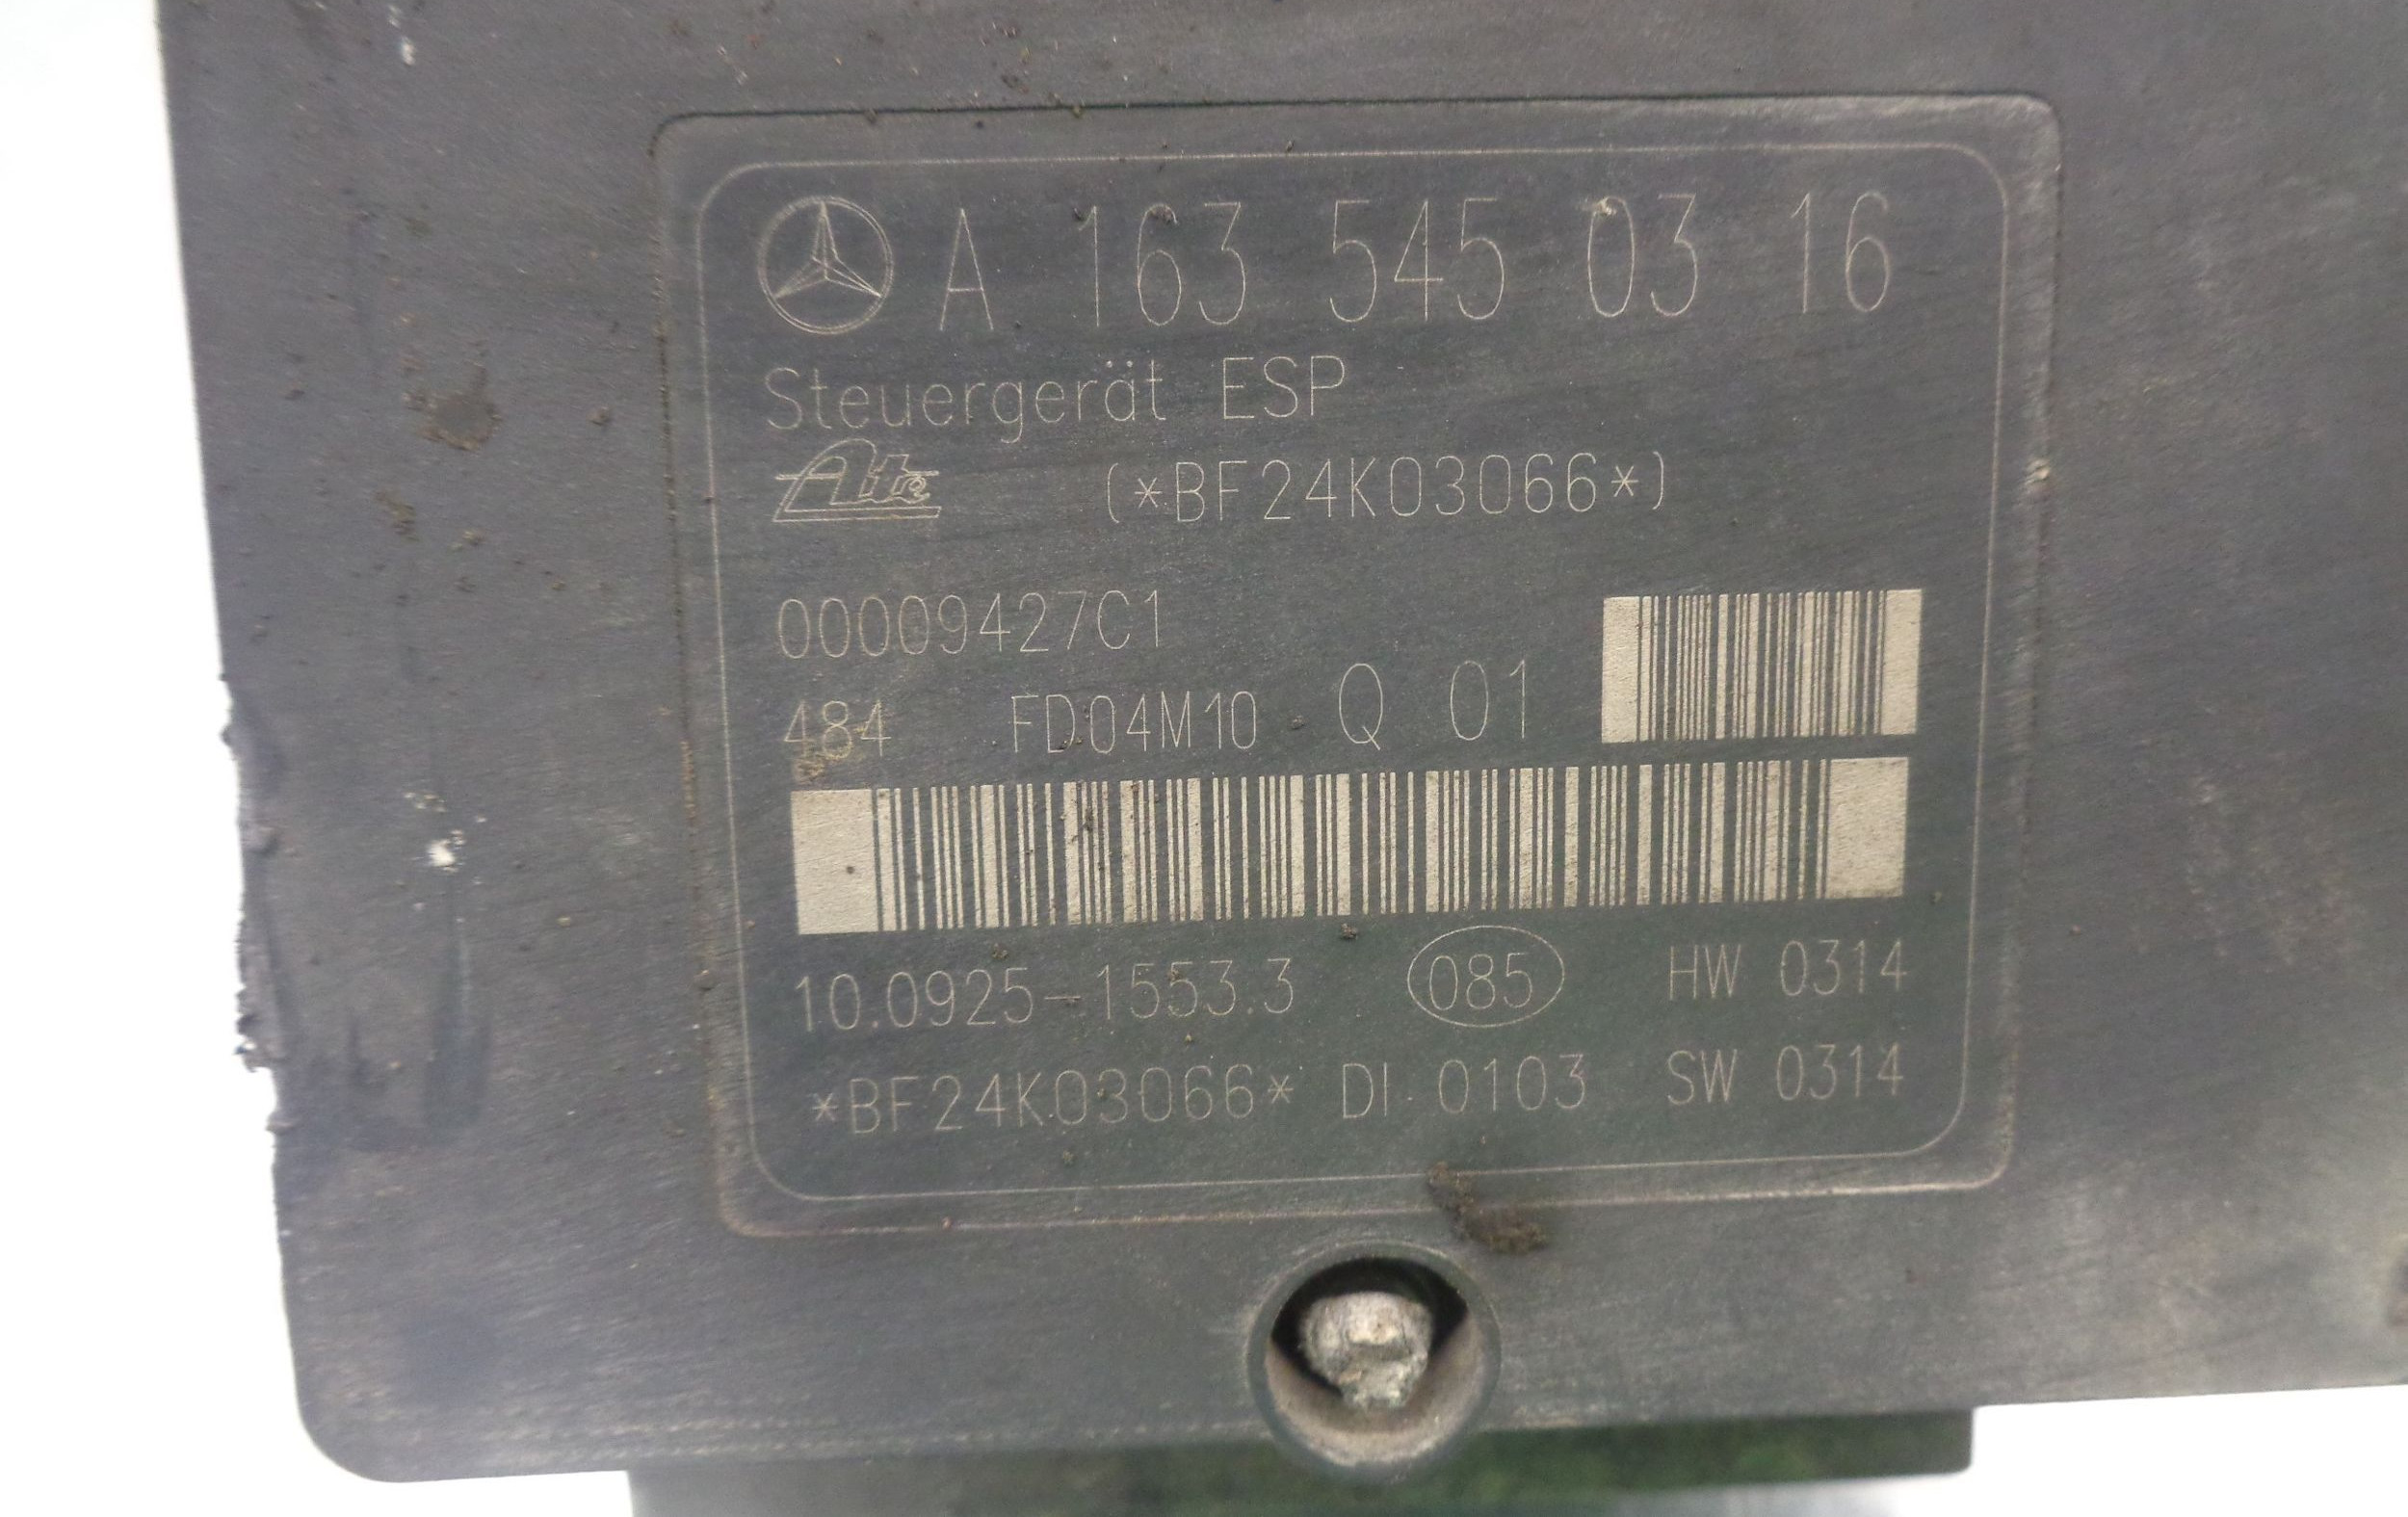 A 163 545 03 16
Steuergerät ESP
Ate (*BF24K03066*)
00009427C1
484 FD04M10 Q 01
10.0925-1553.3 085 HW 0314
*BF24K03066* DI 0103 SW 0314